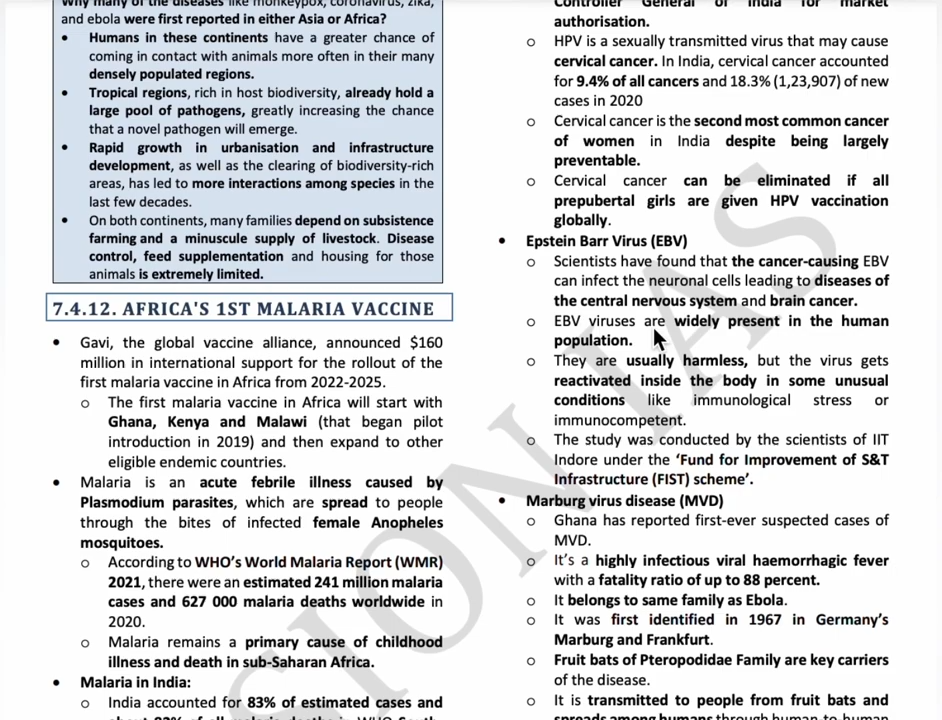 Why many of the diseases like monkeypox, coronavirus, zika,
and ebola were first reported in either Asia or Africa?
• Humans in these continents have a greater chance of
coming in contact with animals more often in their many
densely populated regions.
• Tropical regions, rich in host biodiversity, already hold a
large pool of pathogens, greatly increasing the chance
that a novel pathogen will emerge.
• Rapid growth in urbanisation and infrastructure
development, as well as the clearing of biodiversity-rich
areas, has led to more interactions among species in the
last few decades.
• On both continents, many families depend on subsistence
farming and a minuscule supply of livestock. Disease
control, feed supplementation and housing for those
animals is extremely limited.
7.4.12. AFRICA'S 1ST MALARIA VACCINE
• Gavi, the global vaccine alliance, announced $160
million in international support for the rollout of the
first malaria vaccine in Africa from 2022-2025.
o The first malaria vaccine in Africa will start with
Ghana, Kenya and Malawi (that began pilot
introduction in 2019) and then expand to other
eligible endemic countries.
• Malaria is an acute febrile illness caused by
Plasmodium parasites, which are spread to people
through the bites of infected female Anopheles
mosquitoes.
o According to WHO's World Malaria Report (WMR)
2021, there were an estimated 241 million malaria
cases and 627 000 malaria deaths worldwide in
2020.
o Malaria remains a primary cause of childhood
illness and death in sub-Saharan Africa.
• Malaria in India:
o India accounted for 83% of estimated cases and
about 82% of all malaria deaths in WHO South-
Controller General of India for market
authorisation.
o HPV is a sexually transmitted virus that may cause
cervical cancer. In India, cervical cancer accounted
for 9.4% of all cancers and 18.3% (1,23,907) of new
cases in 2020
o Cervical cancer is the second most common cancer
of women in India despite being largely
preventable.
o Cervical cancer can be eliminated if all
prepubertal girls are given HPV vaccination
globally.
• Epstein Barr Virus (EBV)
o Scientists have found that the cancer-causing EBV
can infect the neuronal cells leading to diseases of
the central nervous system and brain cancer.
o EBV viruses are widely present in the human
population.
o They are usually harmless, but the virus gets
reactivated inside the body in some unusual
conditions like immunological stress or
immunocompetent.
o The study was conducted by the scientists of IIT
Indore under the 'Fund for Improvement of S&T
Infrastructure (FIST) scheme'.
• Marburg virus disease (MVD)
o Ghana has reported first-ever suspected cases of
MVD.
o It's a highly infectious viral haemorrhagic fever
with a fatality ratio of up to 88 percent.
o It belongs to same family as Ebola.
o It was first identified in 1967 in Germany's
Marburg and Frankfurt.
o Fruit bats of Pteropodidae Family are key carriers
of the disease.
o It is transmitted to people from fruit bats and
spreads among humans through human-to-human
SION IAS